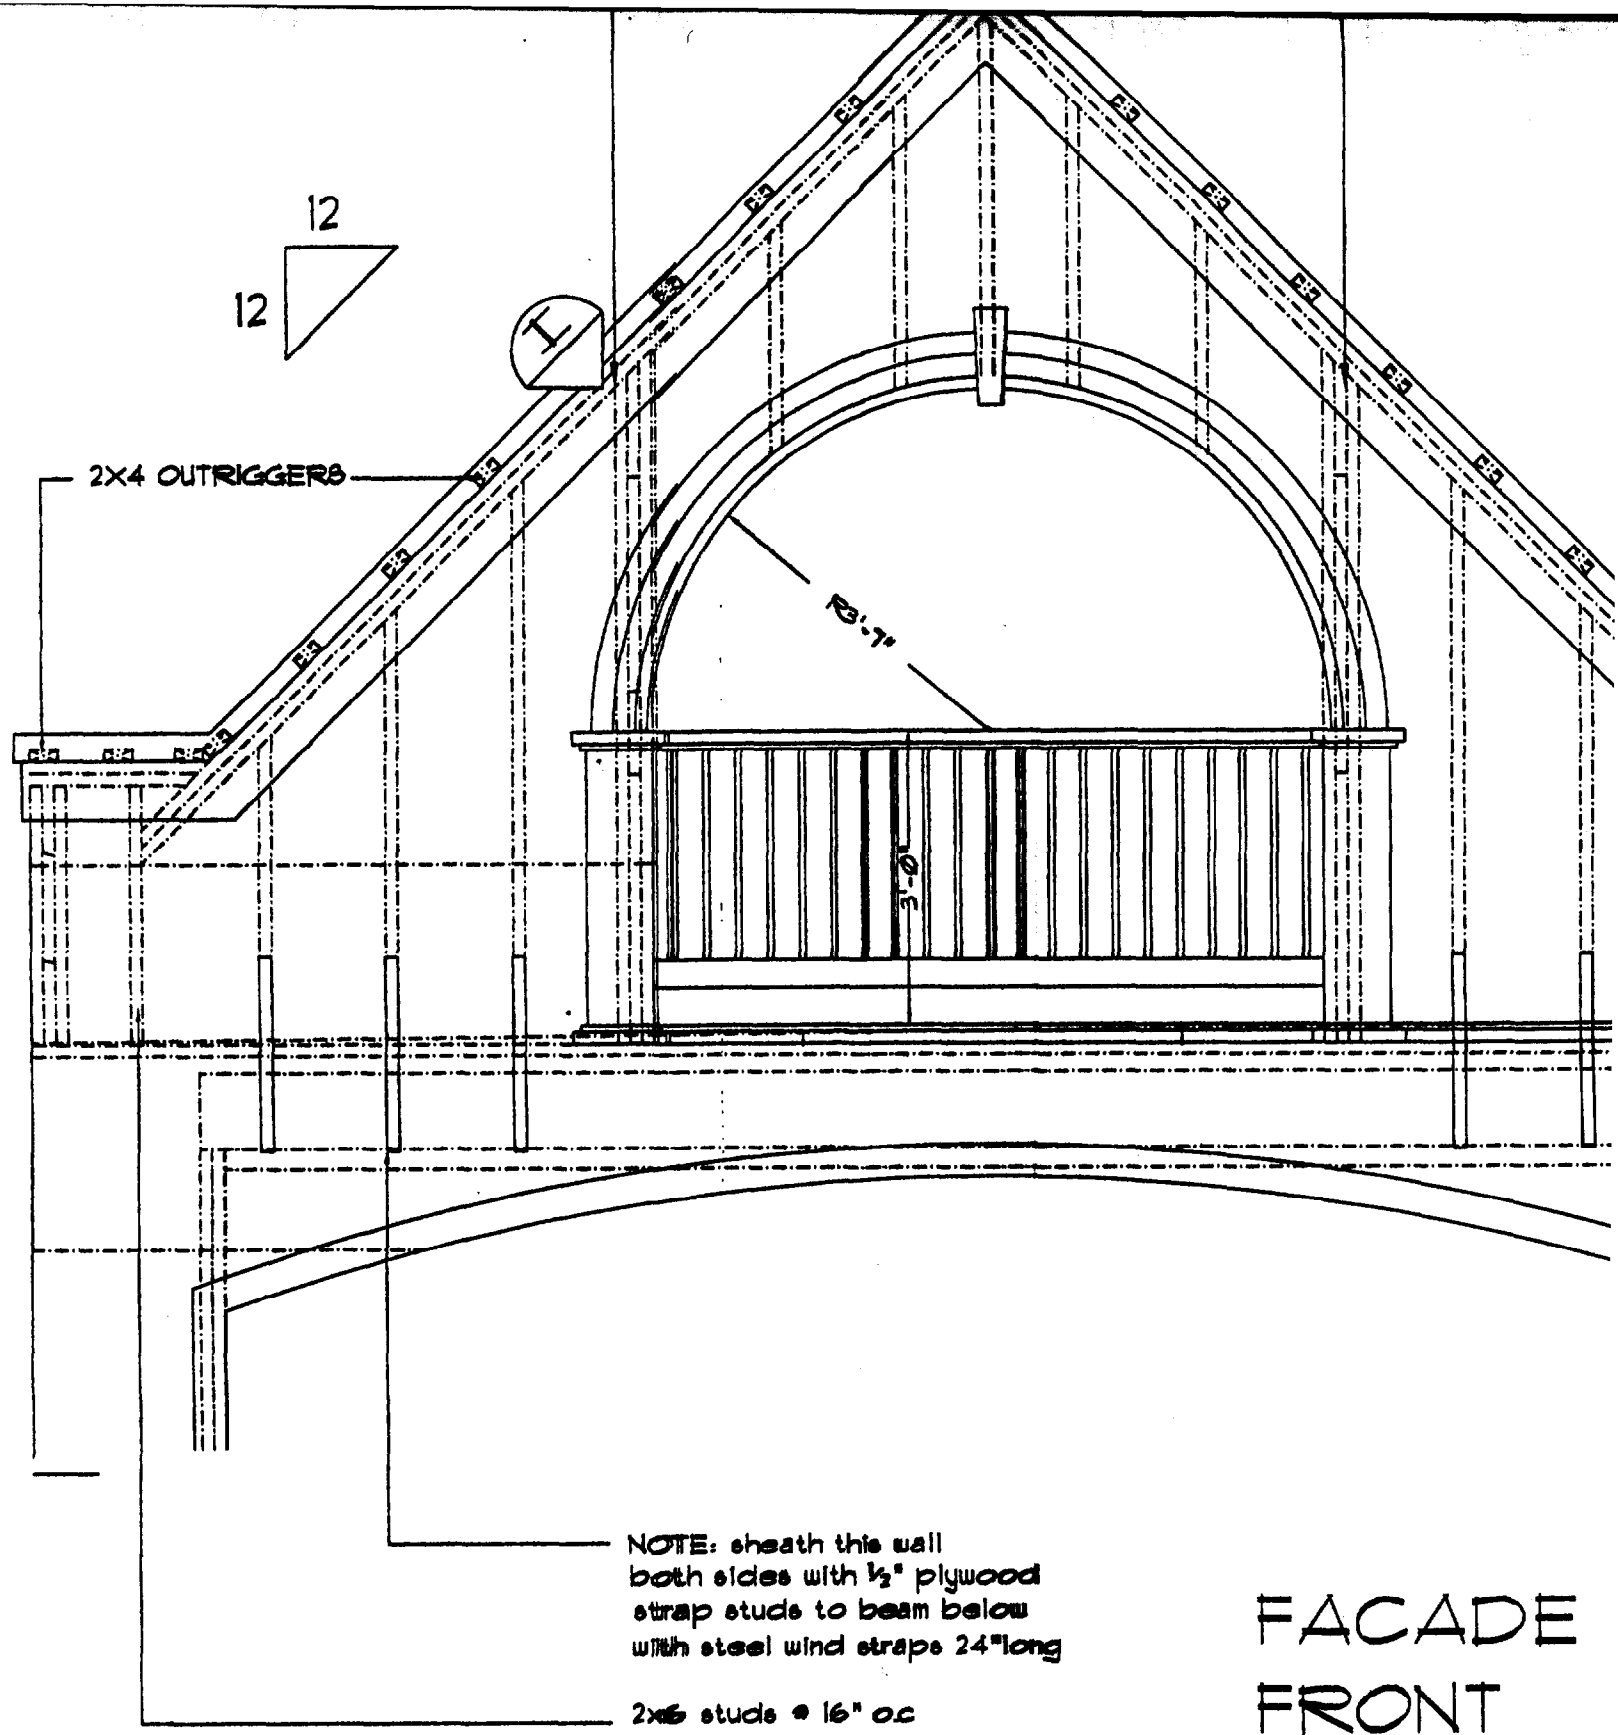 12
12
1
2X4 OUTRIGGERS
R3'-7"
3'-0"
NOTE: sheath this wall
both sides with ½" plywood
strap studs to beam below
with steel wind straps 24"long
2x6 studs @ 16" o.c
FACADE
FRONT